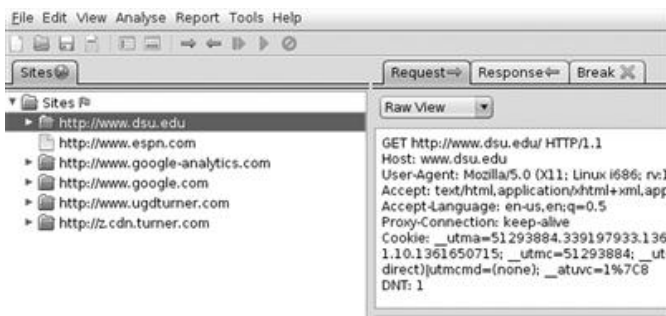 File Edit View Analyse Report Tools Help
Sites
Request Response Break
Sites
Raw View
http://www.dsu.edu
http://www.espn.com
http://www.google-analytics.com
http://www.google.com
http://www.ugdturner.com
http://z.cdn.turner.com
GET http://www.dsu.edu/ HTTP/1.1
Host: www.dsu.edu
User-Agent: Mozilla/5.0 (X11; Linux i686; rv:1
Accept: text/html,application/xhtml+xml,app
Accept-Language: en-us,en;q=0.5
Proxy-Connection: keep-alive
Cookie: __utma=51293884.339197933.136
1.10.1361650715; __utmc=51293884; __ut
direct)|utmcmd=(none); __atuvc=1%7C8
DNT: 1